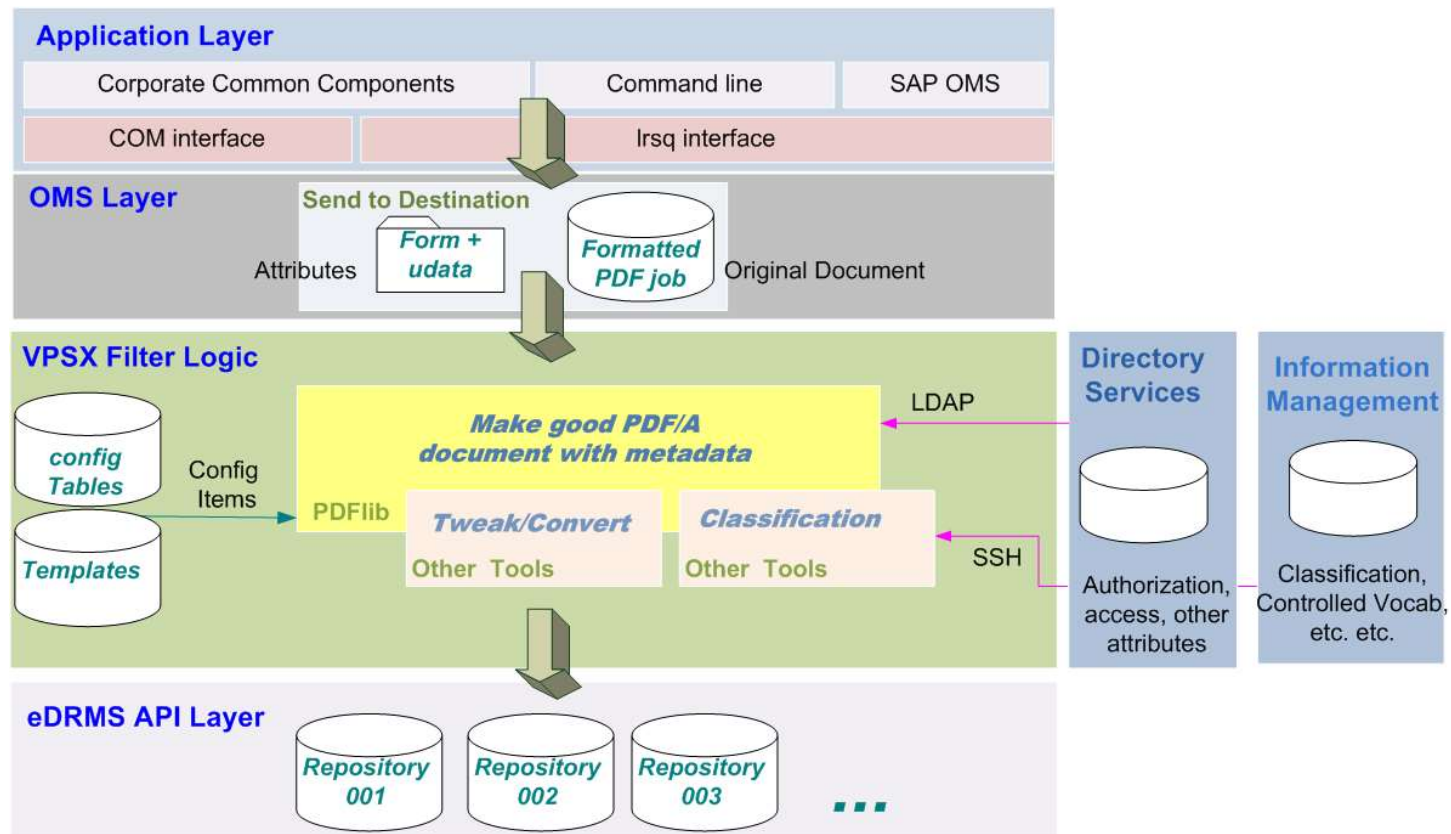 Application Layer
Corporate Common Components
Command line
SAP OMS
COM interface
lrsq interface
OMS Layer
Send to Destination
Attributes
Form +
udata
Formatted
PDF job
Original Document
VPSX Filter Logic
config
Tables
Templates
Config
Items
Make good PDF/A
document with metadata
PDFlib
Tweak/Convert
Other Tools
Classification
Other Tools
LDAP
SSH
Directory
Services
Authorization,
access, other
attributes
Information
Management
Classification,
Controlled Vocab,
etc. etc.
eDRMS API Layer
Repository
001
Repository
002
Repository
003
...